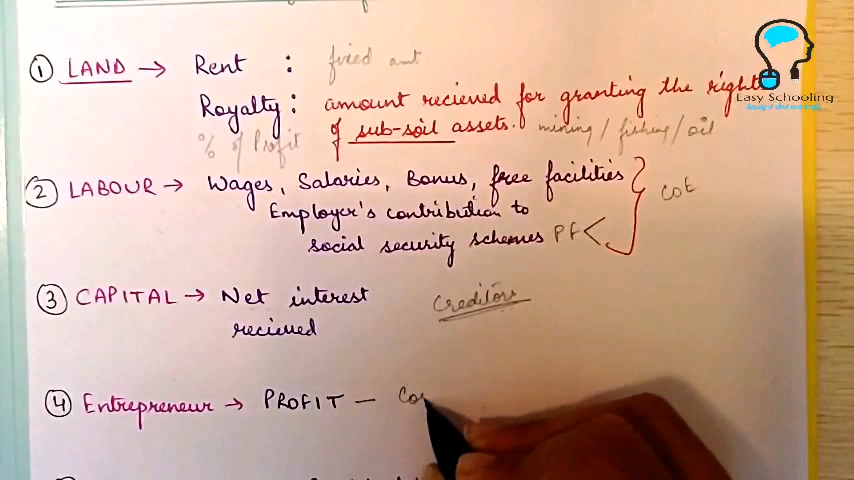 Easy Schooling
① LAND → Rent : fixed amt
Royalty : amount recieved for granting the rights
of sub-soil assets. mining / fishing / oil
% of Profit
② LABOUR → Wages, Salaries, Bonus, free facilities
Employer's contribution to
social security schemes PF <
COE
③ CAPITAL → Net interest
recieved
Creditors
④ Entrepreneur → PROFIT —